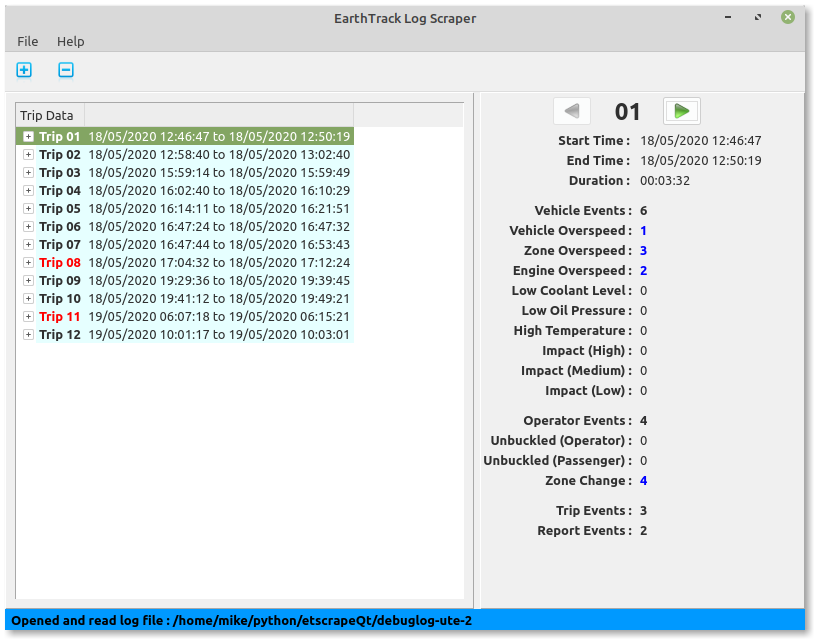 EarthTrack Log Scraper
File Help
Trip Data
Trip 01 18/05/2020 12:46:47 to 18/05/2020 12:50:19
Trip 02 18/05/2020 12:58:40 to 18/05/2020 13:02:40
Trip 03 18/05/2020 15:59:14 to 18/05/2020 15:59:49
Trip 04 18/05/2020 16:02:40 to 18/05/2020 16:10:29
Trip 05 18/05/2020 16:14:11 to 18/05/2020 16:21:51
Trip 06 18/05/2020 16:47:24 to 18/05/2020 16:47:32
Trip 07 18/05/2020 16:47:44 to 18/05/2020 16:53:43
Trip 08 18/05/2020 17:04:32 to 18/05/2020 17:12:24
Trip 09 18/05/2020 19:29:36 to 18/05/2020 19:39:45
Trip 10 18/05/2020 19:41:12 to 18/05/2020 19:49:21
Trip 11 19/05/2020 06:07:18 to 19/05/2020 06:15:21
Trip 12 19/05/2020 10:01:17 to 19/05/2020 10:03:01
01
Start Time : 18/05/2020 12:46:47
End Time : 18/05/2020 12:50:19
Duration : 00:03:32
Vehicle Events : 6
Vehicle Overspeed : 1
Zone Overspeed : 3
Engine Overspeed : 2
Low Coolant Level : 0
Low Oil Pressure : 0
High Temperature : 0
Impact (High) : 0
Impact (Medium) : 0
Impact (Low) : 0
Operator Events : 4
Unbuckled (Operator) : 0
Unbuckled (Passenger) : 0
Zone Change : 4
Trip Events : 3
Report Events : 2
Opened and read log file : /home/mike/python/etscrapeQt/debuglog-ute-2